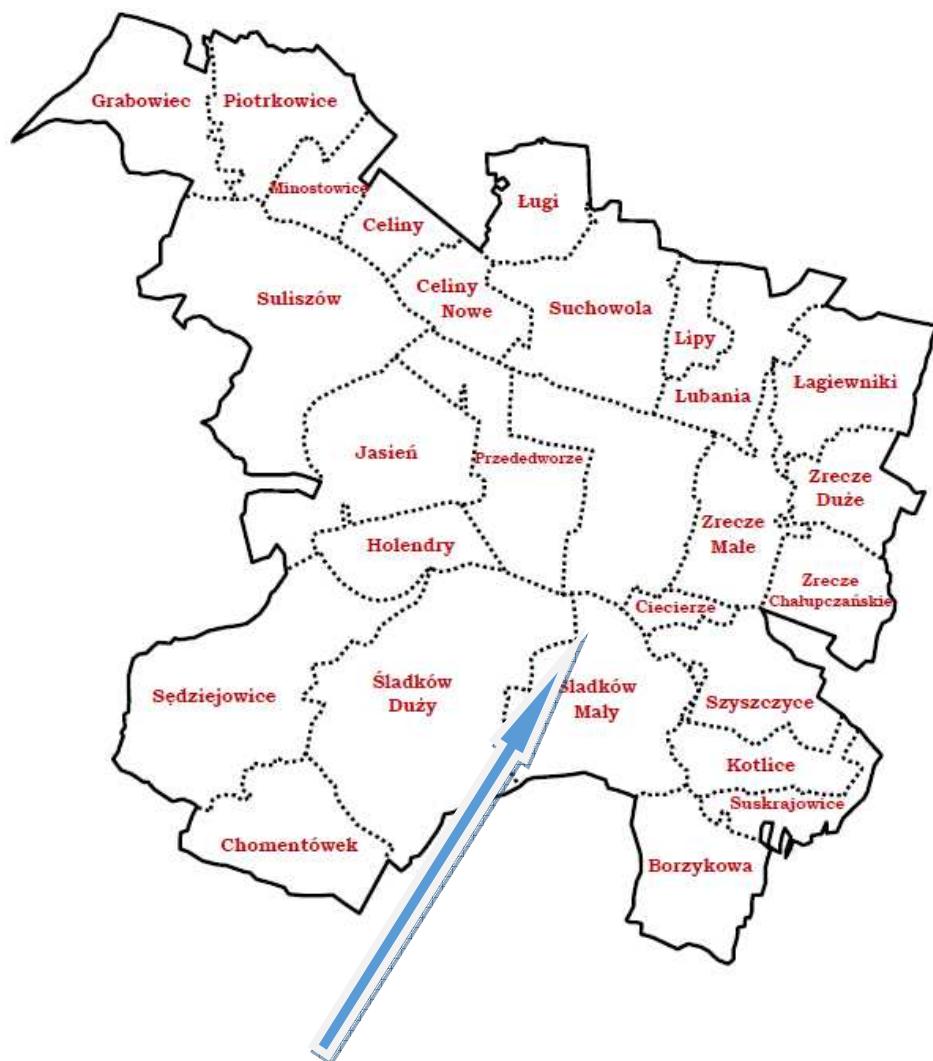 Grabowiec
Piotrkowice
Minostowice
Ługi
Celiny
Suliszów
Celiny
Nowe
Suchowola
Lipy
Łagiewniki
Lubania
Jasień
Przededworze
Zrecze
Duże
Zrecze
Małe
Holendry
Zrecze
Chałupczańskie
Ciecierze
Śladków
Duży
Śladków
Mały
Sędziejowice
Szyszczyce
Kotlice
Suskrajowice
Chomentówek
Borzykowa